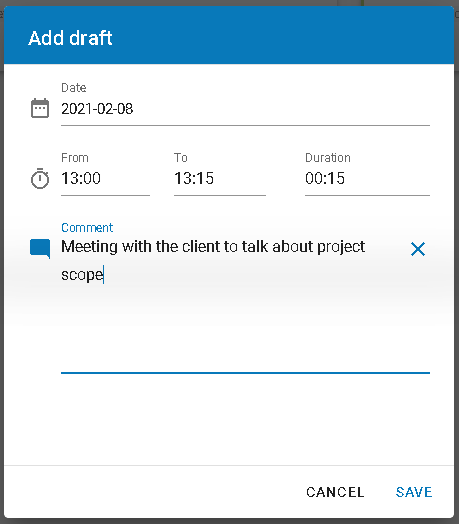 Add draft
Date
2021-02-08
From To Duration
13:00 13:15 00:15
Comment
Meeting with the client to talk about project
scope
CANCEL SAVE